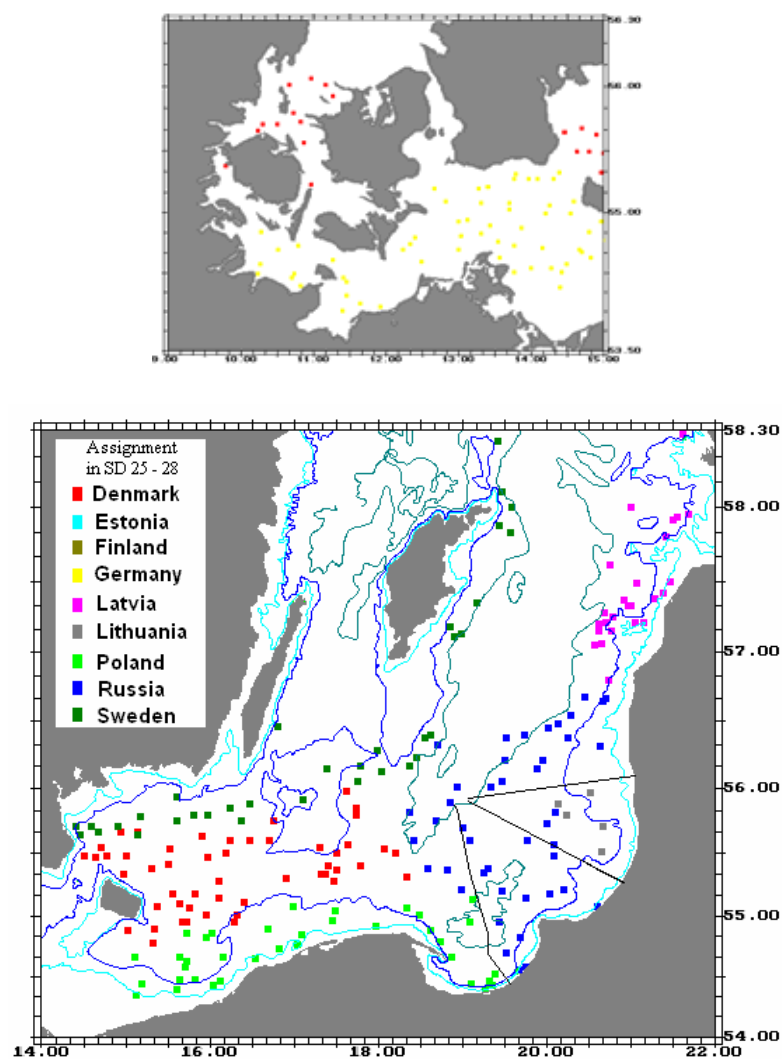 56.30
56.00
55.00
53.50
9.00 10.00 11.00 12.00 13.00 14.00 15.00
58.30
Assignment
in SD 25 - 28
Denmark
Estonia
Finland
Germany
Latvia
Lithuania
Poland
Russia
Sweden
58.00
57.00
56.00
55.00
54.00
14.00 16.00 18.00 20.00 22.00